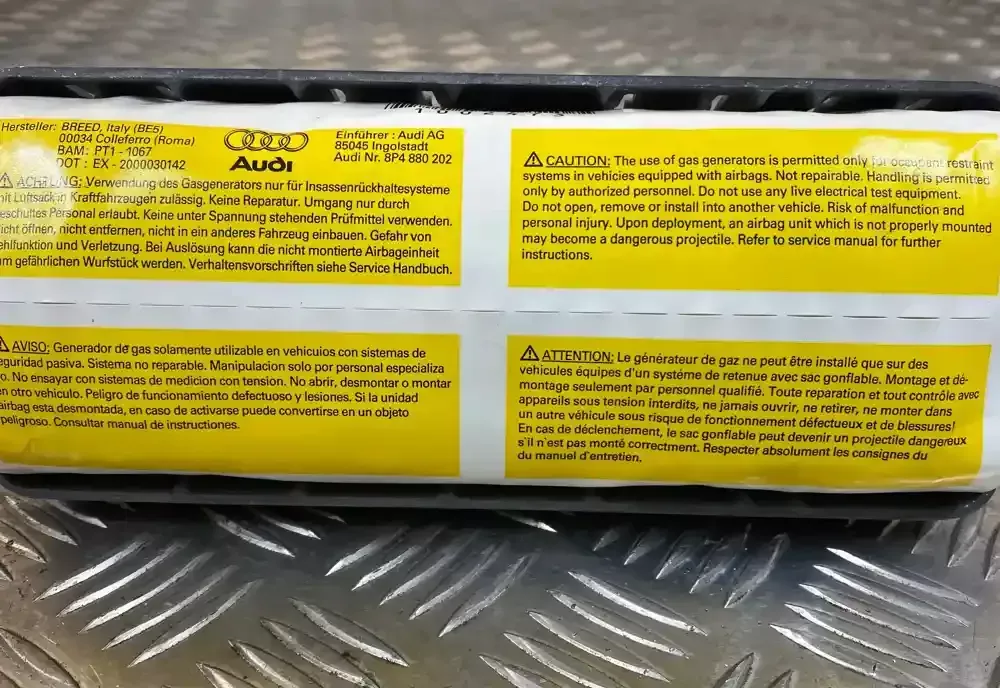 Hersteller: BREED, Italy (BE5)
00034 Colleferro (Roma)
BAM: PT1 - 1067
DOT : EX - 2000030142
Audi
Einführer : Audi AG
85045 Ingolstadt
Audi Nr. 8P4 880 202
ACHTUNG: Verwendung des Gasgenerators nur für Insassenrückhaltesysteme
mit Luftsack in Kraftfahrzeugen zulässig. Keine Reparatur. Umgang nur durch
eschultes Personal erlaubt. Keine unter Spannung stehenden Prüfmittel verwenden.
icht öffnen, nicht entfernen, nicht in ein anderes Fahrzeug einbauen. Gefahr von
ehlfunktion und Verletzung. Bei Auslösung kann die nicht montierte Airbageinheit
m gefährlichen Wurfstück werden. Verhaltensvorschriften siehe Service Handbuch.
CAUTION: The use of gas generators is permitted only for occupant restraint
systems in vehicles equipped with airbags. Not repairable. Handling is permitted
only by authorized personnel. Do not use any live electrical test equipment.
Do not open, remove or install into another vehicle. Risk of malfunction and
personal injury. Upon deployment, an airbag unit which is not properly mounted
may become a dangerous projectile. Refer to service manual for further
instructions.
AVISO: Generador de gas solamente utilizable en vehicuios con sistemas de
eguridad pasiva. Sistema no reparable. Manipulacion solo por personal especializa
o. No ensayar con sistemas de medicion con tension. No abrir, desmontar o montar
n otro vehiculo. Peligro de funcionamiento defectuoso y lesiones. Si la unidad
airbag esta desmontada, en caso de activarse puede convertirse en un objeto
peligroso. Consultar manual de instrucciones.
ATTENTION: Le générateur de gaz ne peut être installé que sur des
vehicules équipes d'un systéme de retenue avec sac gonflable. Montage et dé-
montage seulement par personnel qualifié. Toute reparation et tout contrôle avec
appareils sous tension interdits, ne jamais ouvrir, ne retirer, ne monter dans
un autre véhicule sous risque de fonctionnement défectueux et de blessures!
En cas de déclenchement, le sac gonflable peut devenir un projectile dangereux
s'il n'est pas monté correctement. Respecter absolument les consignes du
du manuel d'entretien.